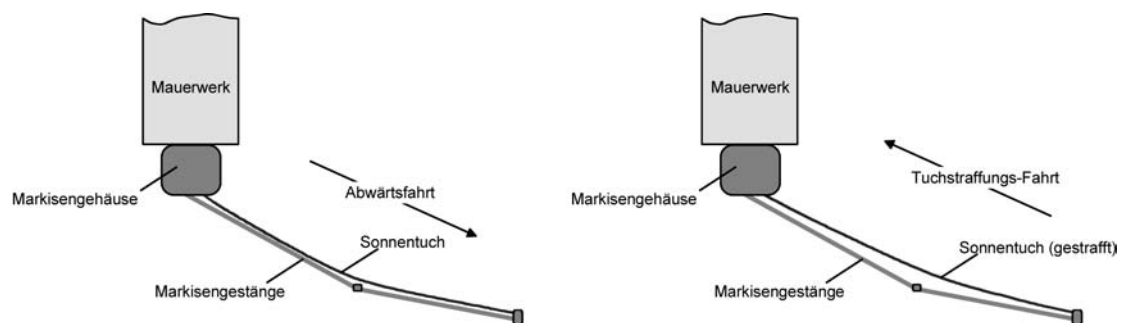 Mauerwerk
Markisengehäuse
Abwärtsfahrt
Sonnentuch
Markisengestänge
Mauerwerk
Tuchstraffungs-Fahrt
Markisengehäuse
Sonnentuch (gestrafft)
Markisengestänge